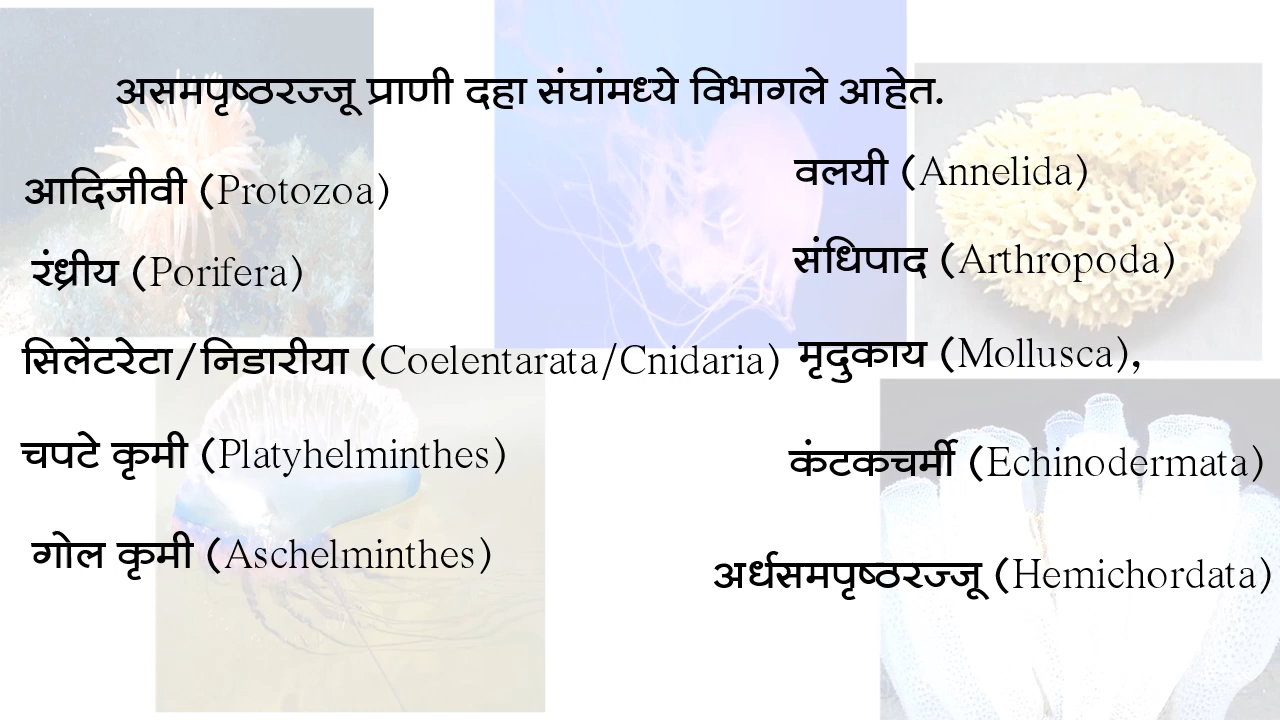 असमपृष्ठरज्जू प्राणी दहा संघांमध्ये विभागले आहेत.
आदिजीवी (Protozoa)
रंध्रीय (Porifera)
सिलेंटरेटा/निडारीया (Coelentarata/Cnidaria)
चपटे कृमी (Platyhelminthes)
गोल कृमी (Aschelminthes)
वलयी (Annelida)
संधिपाद (Arthropoda)
मृदुकाय (Mollusca),
कंटकचर्मी (Echinodermata)
अर्धसमपृष्ठरज्जू (Hemichordata)